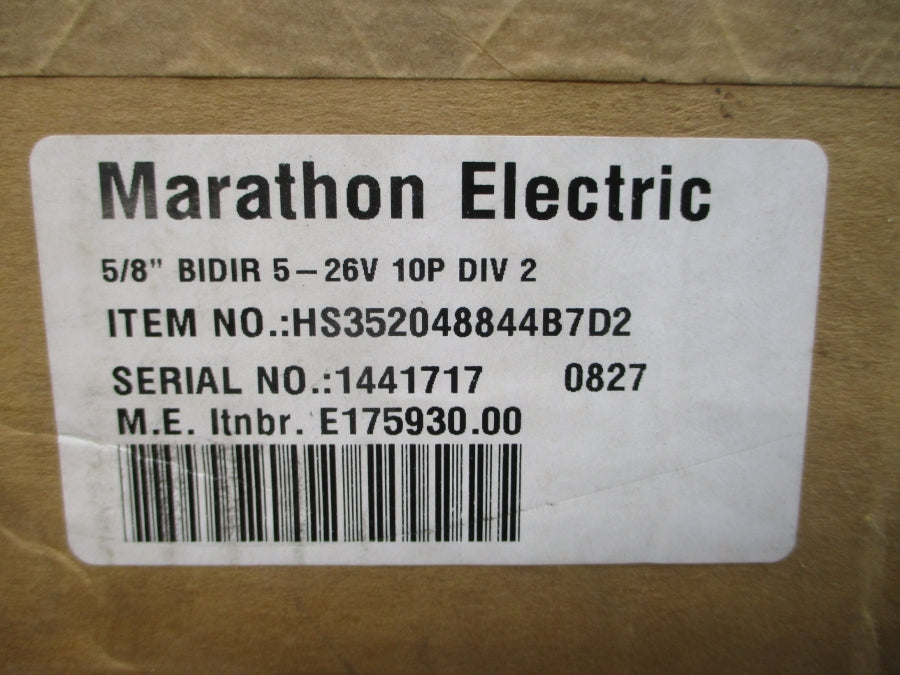 Marathon Electric
5/8" BIDIR 5-26V 10P DIV 2
ITEM NO.:HS352048844B7D2
SERIAL NO.:1441717 0827
M.E. Itnbr. E175930.00